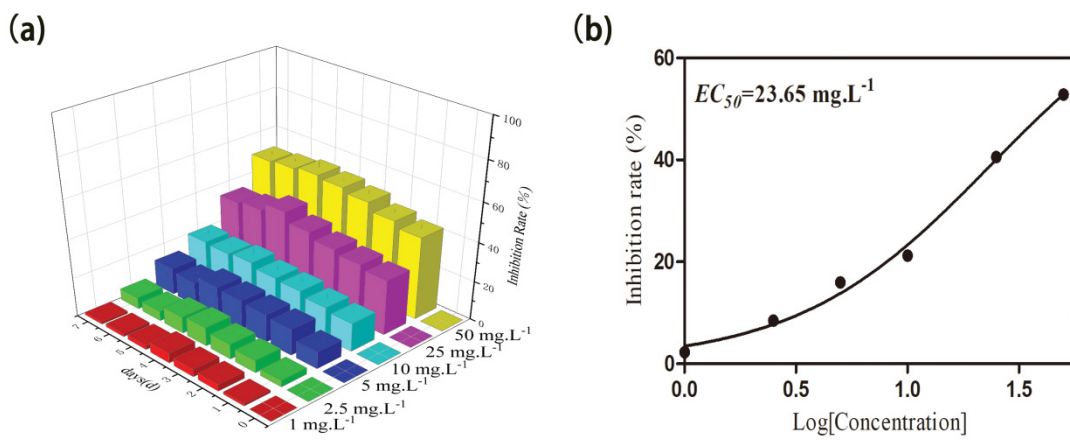 (a)
100
80
60
40
20
0
Inhibition Rate (%)
7
6
5
4
3
2
1
0
days(d)
50 mg.L⁻¹
25 mg.L⁻¹
10 mg.L⁻¹
5 mg.L⁻¹
2.5 mg.L⁻¹
1 mg.L⁻¹
(b)
60
40
20
0
Inhibition rate (%)
EC₅₀=23.65 mg.L⁻¹
0.0 0.5 1.0 1.5
Log[Concentration]